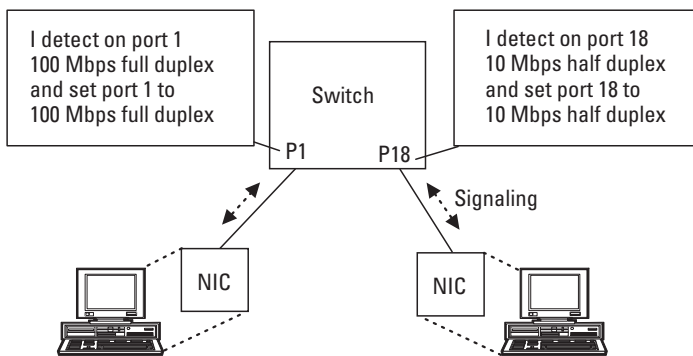 I detect on port 1
100 Mbps full duplex
and set port 1 to
100 Mbps full duplex
Switch
P1
P18
I detect on port 18
10 Mbps half duplex
and set port 18 to
10 Mbps half duplex
Signaling
NIC
NIC